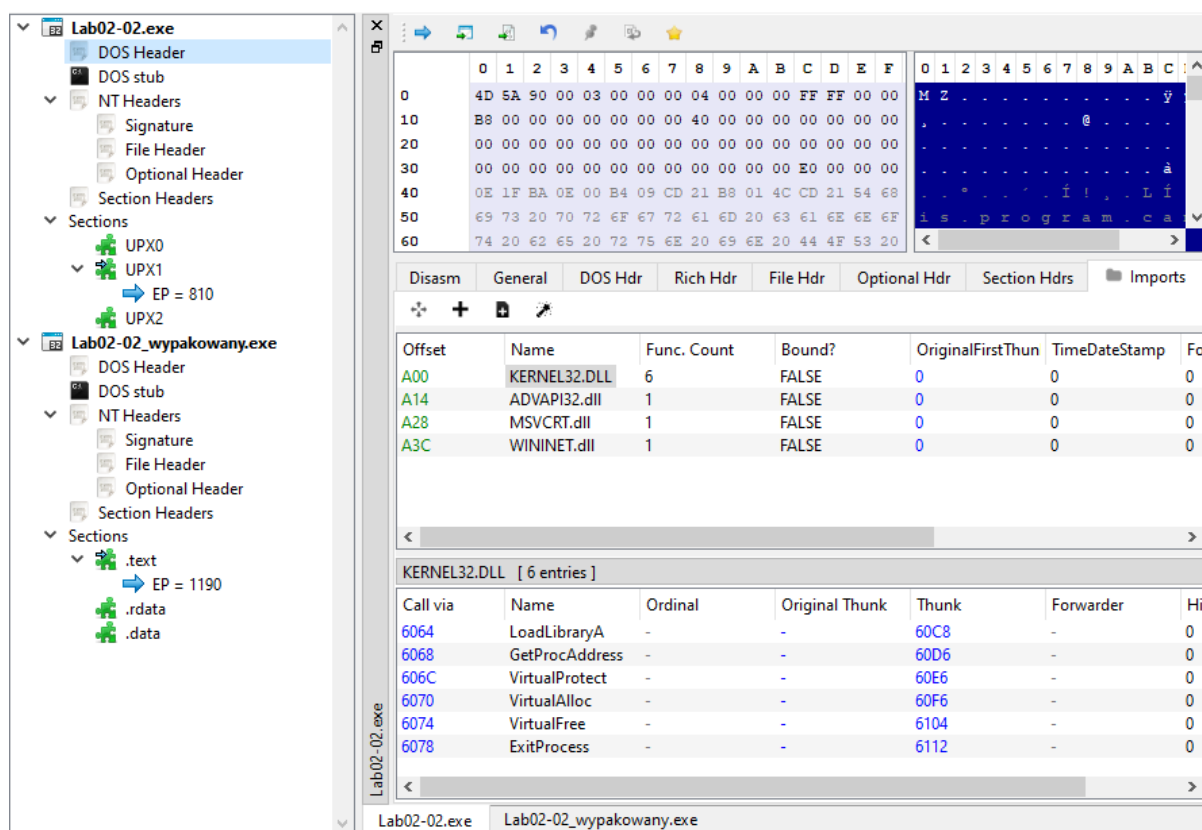 Lab02-02.exe
DOS Header
DOS stub
NT Headers
Signature
File Header
Optional Header
Section Headers
Sections
UPX0
UPX1
EP = 810
UPX2
Lab02-02_wypakowany.exe
DOS Header
DOS stub
NT Headers
Signature
File Header
Optional Header
Section Headers
Sections
.text
EP = 1190
.rdata
.data
Lab02-02.exe
0 1 2 3 4 5 6 7 8 9 A B C D E F 0 1 2 3 4 5 6 7 8 9 A B C
0 4D 5A 90 00 03 00 00 00 04 00 00 00 FF FF 00 00 M Z . . . . . . . . . . ÿ
10 B8 00 00 00 00 00 00 00 40 00 00 00 00 00 00 00 ¸ . . . . . . . @ . . . .
20 00 00 00 00 00 00 00 00 00 00 00 00 00 00 00 00 . . . . . . . . . . . . .
30 00 00 00 00 00 00 00 00 00 00 00 00 E0 00 00 00 . . . . . . . . . . . . à
40 0E 1F BA 0E 00 B4 09 CD 21 B8 01 4C CD 21 54 68 . . º . . ´ . Í ! ¸ . L Í
50 69 73 20 70 72 6F 67 72 61 6D 20 63 61 6E 6E 6F i s . p r o g r a m . c a
60 74 20 62 65 20 72 75 6E 20 69 6E 20 44 4F 53 20
Disasm General DOS Hdr Rich Hdr File Hdr Optional Hdr Section Hdrs Imports
Offset Name Func. Count Bound? OriginalFirstThun TimeDateStamp Fo
A00 KERNEL32.DLL 6 FALSE 0 0 0
A14 ADVAPI32.dll 1 FALSE 0 0 0
A28 MSVCRT.dll 1 FALSE 0 0 0
A3C WININET.dll 1 FALSE 0 0 0
KERNEL32.DLL [ 6 entries ]
Call via Name Ordinal Original Thunk Thunk Forwarder Hi
6064 LoadLibraryA - - 60C8 - 0
6068 GetProcAddress - - 60D6 - 0
606C VirtualProtect - - 60E6 - 0
6070 VirtualAlloc - - 60F6 - 0
6074 VirtualFree - - 6104 - 0
6078 ExitProcess - - 6112 - 0
Lab02-02.exe Lab02-02_wypakowany.exe